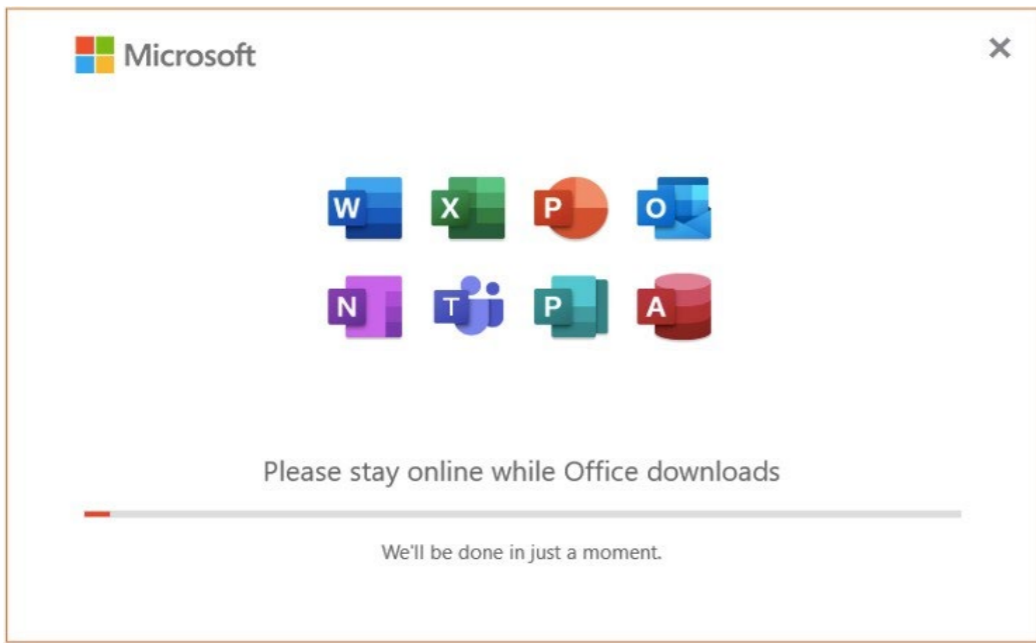 Microsoft
W X P O
N T P A
Please stay online while Office downloads
We'll be done in just a moment.